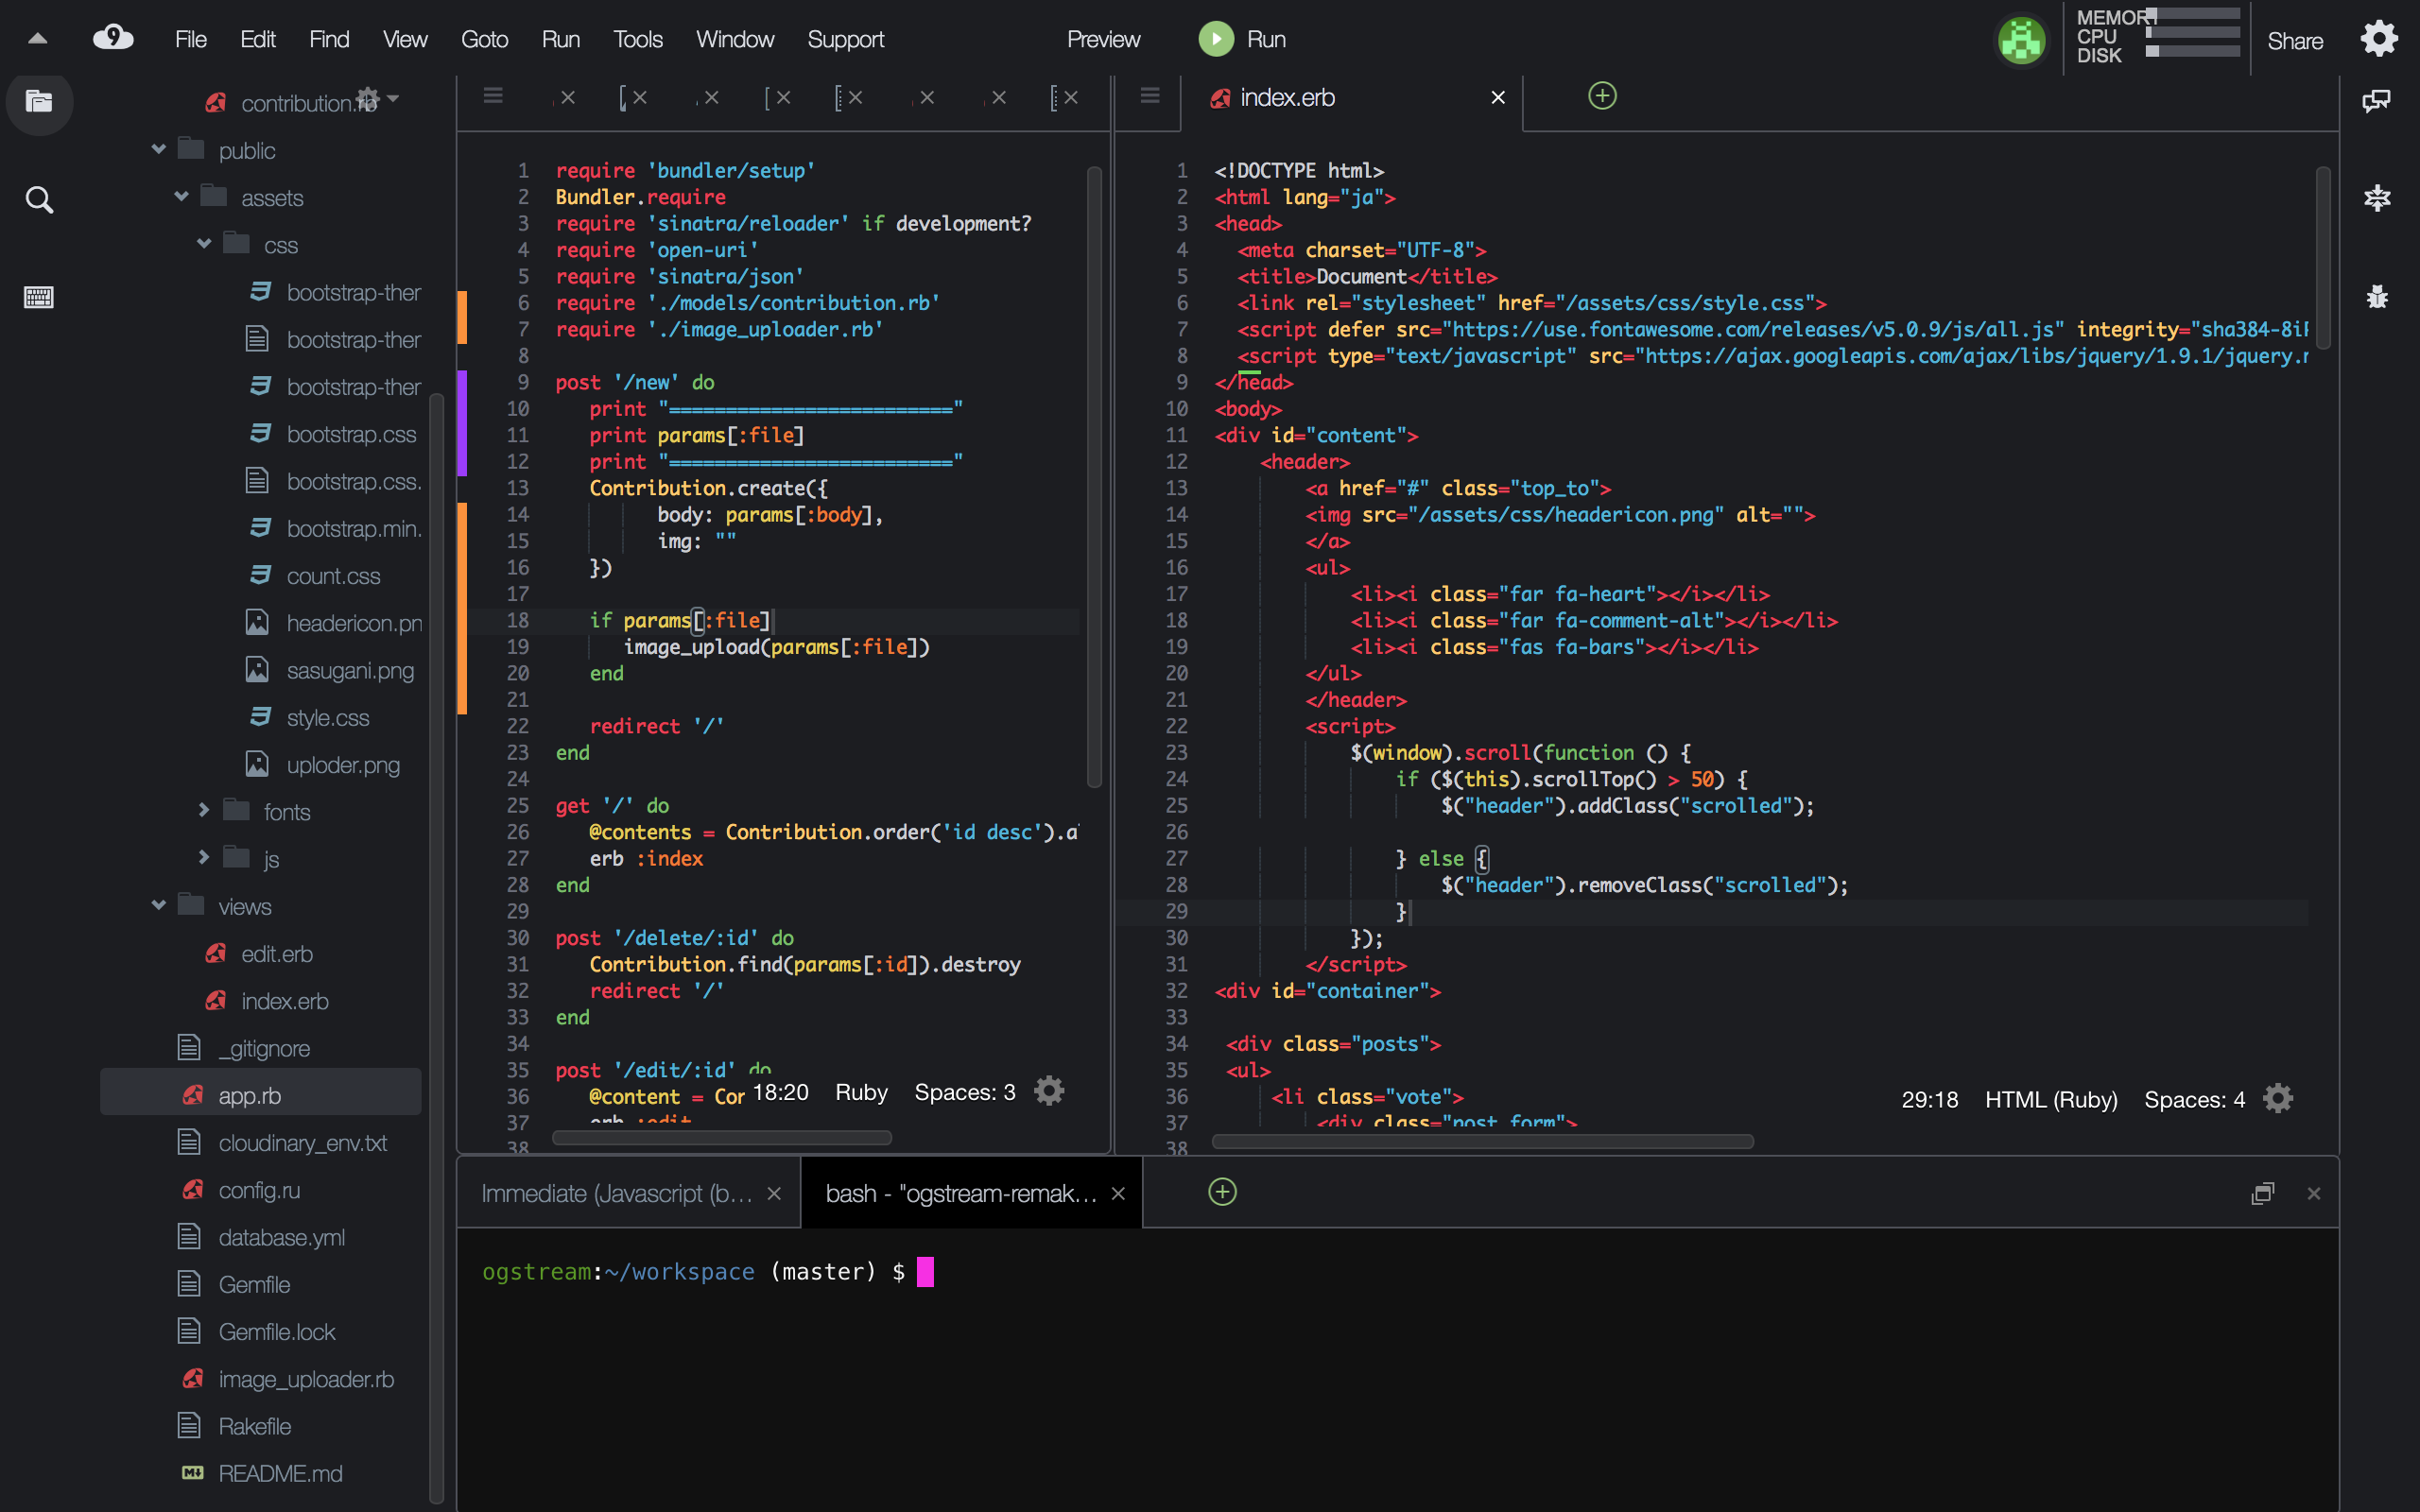 9 File Edit Find View Goto Run Tools Window Support Preview Run MEMORY CPU DISK Share
contribution.rb
public
assets
css
bootstrap-ther
bootstrap-ther
bootstrap-ther
bootstrap.css
bootstrap.css.
bootstrap.min.
count.css
headericon.pn
sasugani.png
style.css
uploder.png
fonts
js
views
edit.erb
index.erb
_gitignore
app.rb
cloudinary_env.txt
config.ru
database.yml
Gemfile
Gemfile.lock
image_uploader.rb
Rakefile
README.md
1 require 'bundler/setup'
2 Bundler.require
3 require 'sinatra/reloader' if development?
4 require 'open-uri'
5 require 'sinatra/json'
6 require './models/contribution.rb'
7 require './image_uploader.rb'
8
9 post '/new' do
10 print "========================="
11 print params[:file]
12 print "========================="
13 Contribution.create({
14 body: params[:body],
15 img: ""
16 })
17
18 if params[:file]
19 image_upload(params[:file])
20 end
21
22 redirect '/'
23 end
24
25 get '/' do
26 @contents = Contribution.order('id desc').a
27 erb :index
28 end
29
30 post '/delete/:id' do
31 Contribution.find(params[:id]).destroy
32 redirect '/'
33 end
34
35 post '/edit/:id' do
36 @content = Cor
37 erb :edit
38
18:20 Ruby Spaces: 3
index.erb
1 <!DOCTYPE html>
2 <html lang="ja">
3 <head>
4 <meta charset="UTF-8">
5 <title>Document</title>
6 <link rel="stylesheet" href="/assets/css/style.css">
7 <script defer src="https://use.fontawesome.com/releases/v5.0.9/js/all.js" integrity="sha384-8iF
8 <script type="text/javascript" src="https://ajax.googleapis.com/ajax/libs/jquery/1.9.1/jquery.r
9 </head>
10 <body>
11 <div id="content">
12 <header>
13 <a href="#" class="top_to">
14 <img src="/assets/css/headericon.png" alt="">
15 </a>
16 <ul>
17 <li><i class="far fa-heart"></i></li>
18 <li><i class="far fa-comment-alt"></i></li>
19 <li><i class="fas fa-bars"></i></li>
20 </ul>
21 </header>
22 <script>
23 $(window).scroll(function () {
24 if ($(this).scrollTop() > 50) {
25 $("header").addClass("scrolled");
26
27 } else {
28 $("header").removeClass("scrolled");
29 }
30 });
31 </script>
32 <div id="container">
33
34 <div class="posts">
35 <ul>
36 <li class="vote">
37 <div class="post_form">
38
29:18 HTML (Ruby) Spaces: 4
Immediate (Javascript (b... bash - "ogstream-remak...
ogstream:~/workspace (master) $